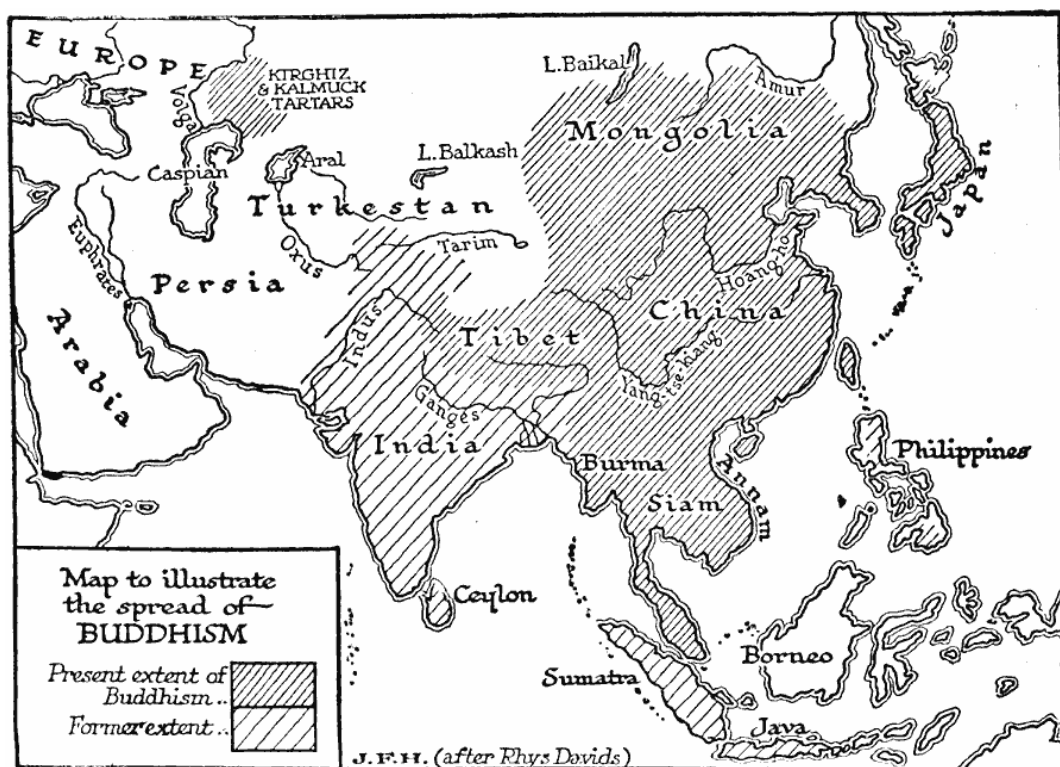 EUROPE
KIRGHIZ
& KALMUCK
TARTARS
Volga
L. Baikal
Amur
Mongolia
Caspian
Aral
L. Balkash
Turkestan
Japan
Euphrates
Oxus
Tarim
Persia
Hoang-ho
China
Arabia
Indus
Tibet
Yang-tse-kiang
Ganges
India
Burma
Annam
Philippines
Siam
Ceylon
Sumatra
Borneo
Java
Map to illustrate
the spread of
BUDDHISM
Present extent of
Buddhism ..
Former extent ..
J.F.H. (after Rhys Davids)